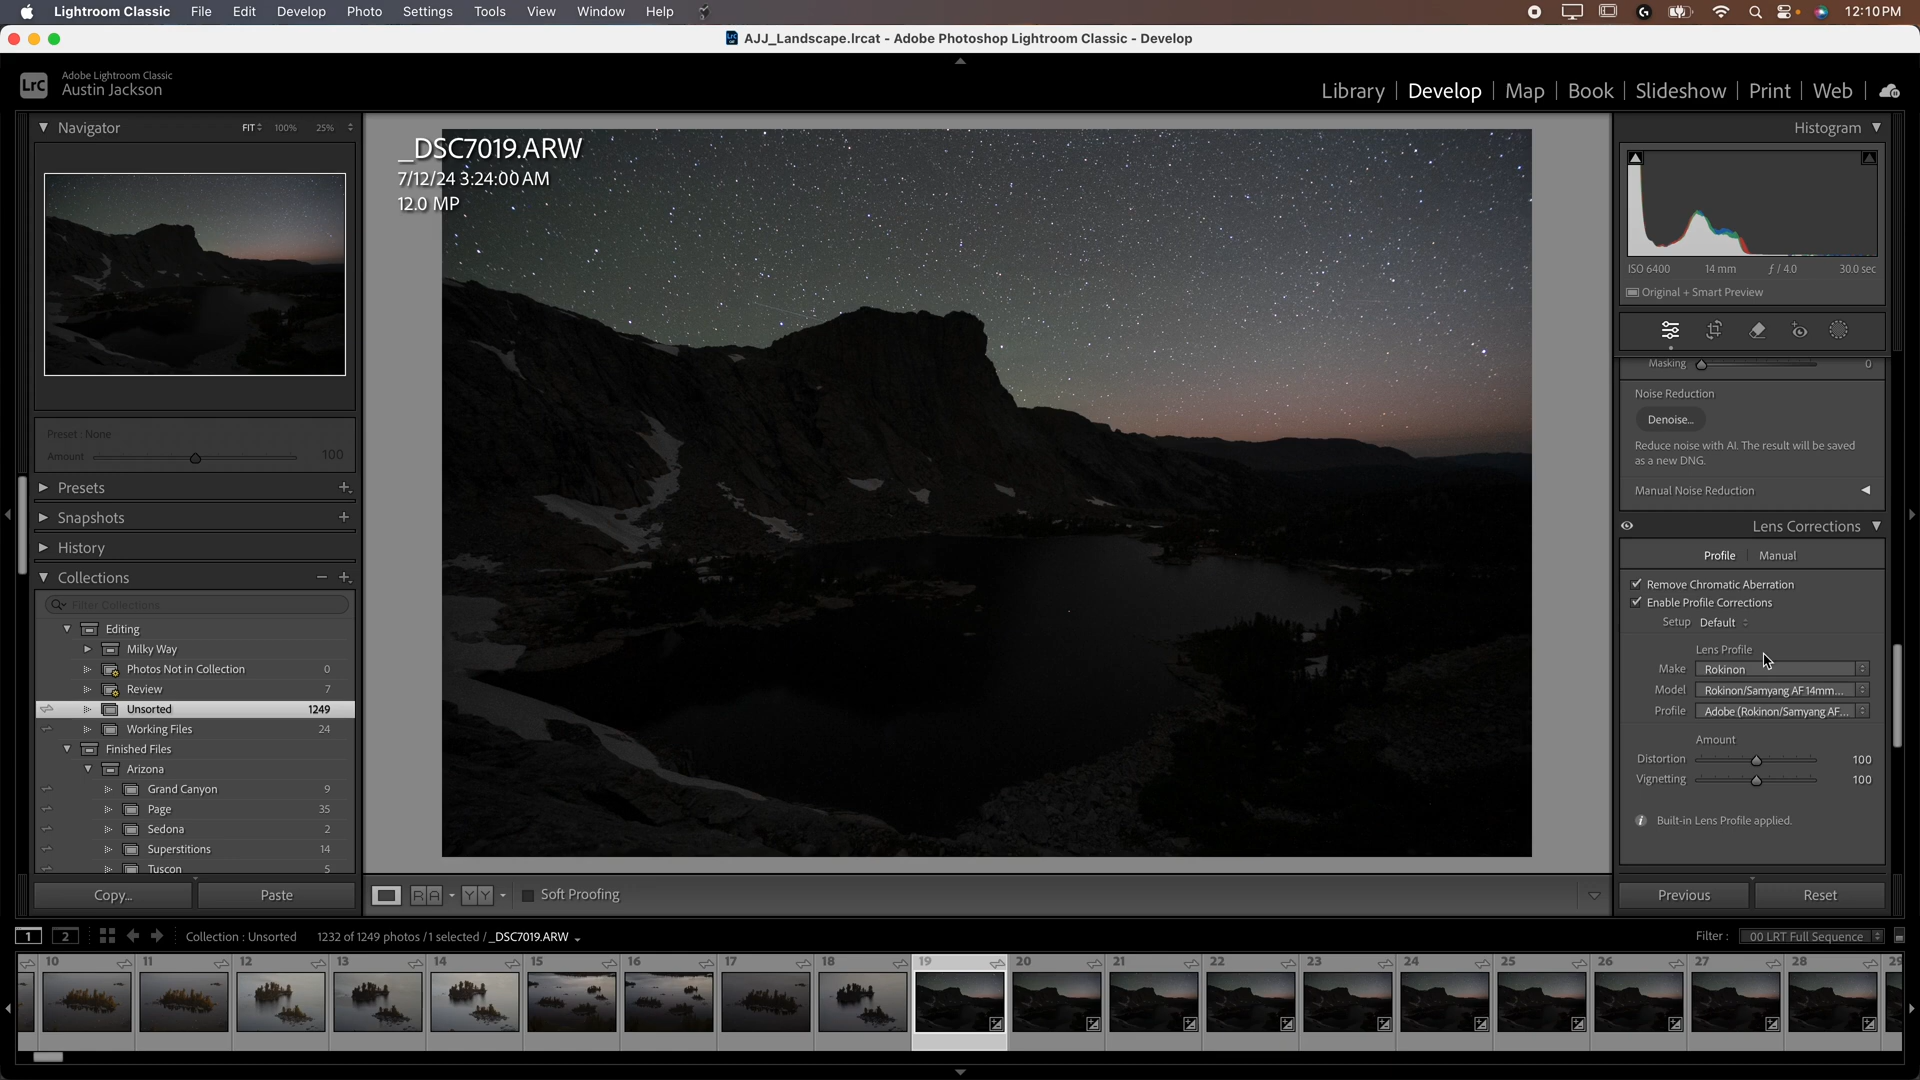 Lightroom Classic File Edit Develop Photo Settings Tools View Window Help 12:10 PM
AJJ_Landscape.lrcat - Adobe Photoshop Lightroom Classic - Develop
LrC Adobe Lightroom Classic
Austin Jackson
Library Develop Map Book Slideshow Print Web
Navigator FIT 100% 25%
Preset : None
Amount 100
Presets
Snapshots
History
Collections
Filter Collections
Editing
Milky Way
Photos Not in Collection 0
Review 7
Unsorted 1249
Working Files 24
Finished Files
Arizona
Grand Canyon 9
Page 35
Sedona 2
Superstitions 14
Tuscon 5
Copy... Paste
_DSC7019.ARW
7/12/24 3:24:00 AM
12.0 MP
R A Y Y Soft Proofing
Histogram
ISO 6400 14 mm ƒ / 4.0 30.0 sec
Original + Smart Preview
Masking 0
Noise Reduction
Denoise...
Reduce noise with AI. The result will be saved
as a new DNG.
Manual Noise Reduction
Lens Corrections
Profile Manual
Remove Chromatic Aberration
Enable Profile Corrections
Setup Default
Lens Profile
Make Rokinon
Model Rokinon/Samyang AF 14mm...
Profile Adobe (Rokinon/Samyang AF...
Amount
Distortion 100
Vignetting 100
Built-in Lens Profile applied.
Previous Reset
1 2 Collection : Unsorted 1232 of 1249 photos / 1 selected / _DSC7019.ARW Filter : 00 LRT Full Sequence
10 11 12 13 14 15 16 17 18 19 20 21 22 23 24 25 26 27 28 29